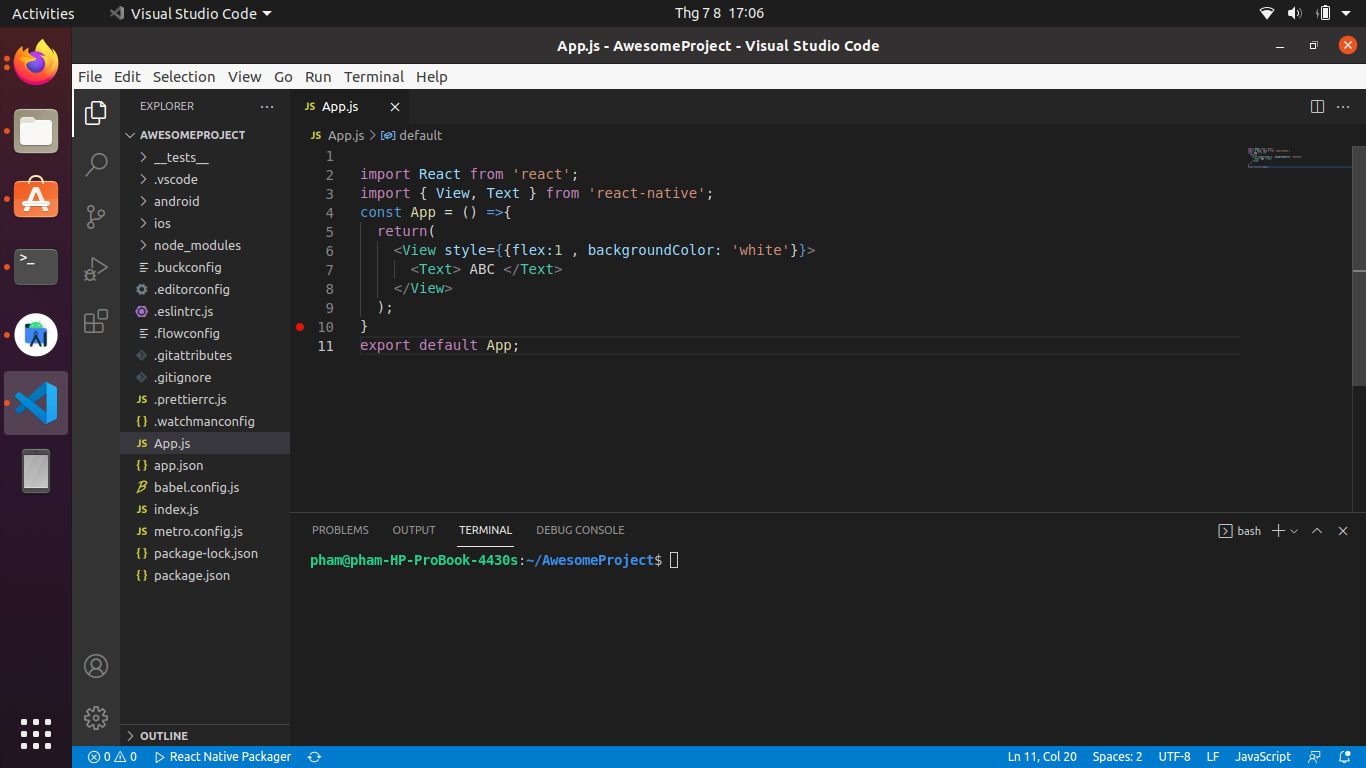 Activities Visual Studio Code Thg 7 8 17:06
App.js - AwesomeProject - Visual Studio Code
File Edit Selection View Go Run Terminal Help
EXPLORER
AWESOMEPROJECT
__tests__
.vscode
android
ios
node_modules
.buckconfig
.editorconfig
.eslintrc.js
.flowconfig
.gitattributes
.gitignore
JS .prettierrc.js
{ } .watchmanconfig
JS App.js
{ } app.json
babel.config.js
JS index.js
JS metro.config.js
{ } package-lock.json
{ } package.json
OUTLINE
JS App.js
JS App.js > default
1
2 import React from 'react';
3 import { View, Text } from 'react-native';
4 const App = () =>{
5 return(
6 <View style={{flex:1 , backgroundColor: 'white'}}>
7 <Text> ABC </Text>
8 </View>
9 );
10 }
11 export default App;
PROBLEMS OUTPUT TERMINAL DEBUG CONSOLE bash
pham@pham-HP-ProBook-4430s:~/AwesomeProject$
0 0 React Native Packager Ln 11, Col 20 Spaces: 2 UTF-8 LF JavaScript